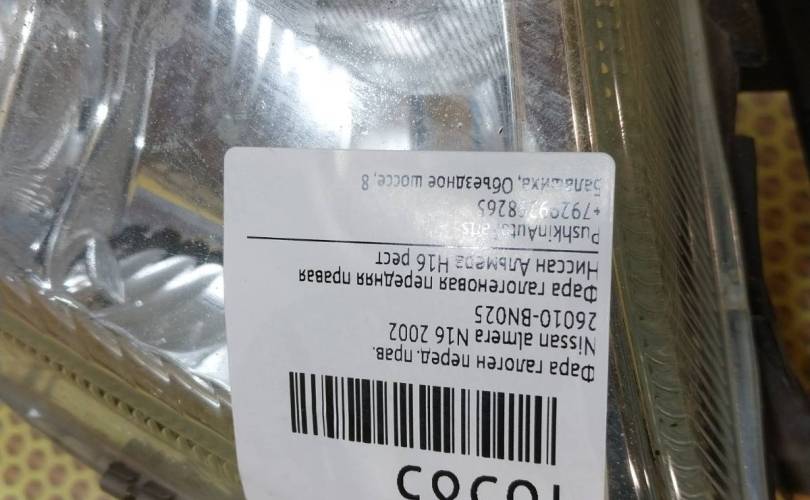 Фара галоген перед. прав.
Nissan almera N16 2002
26010-BN025
Фара галогеновая передняя правая
Ниссан Альмера Н16 рест
PushkinAutoParts
Балашиха, Объездное шоссе, 8